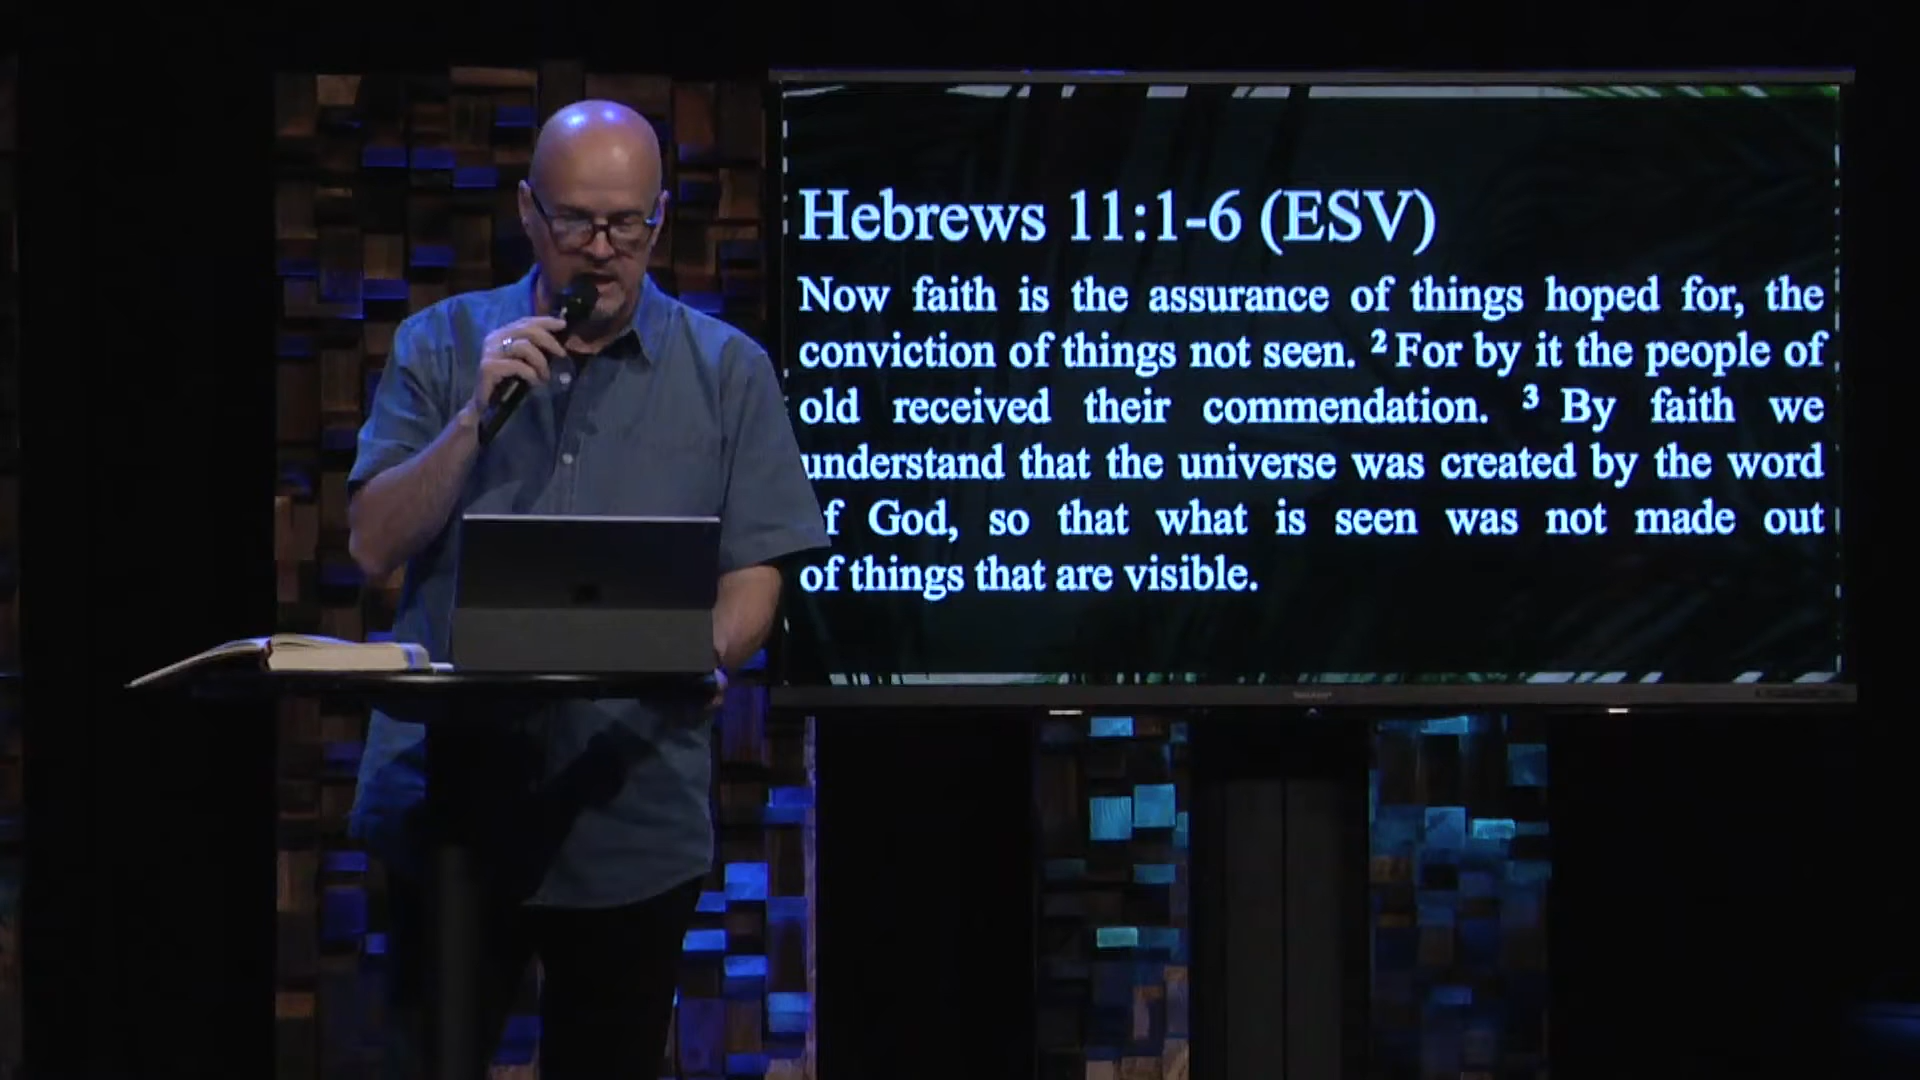 Hebrews 11:1-6 (ESV)
Now faith is the assurance of things hoped for, the
conviction of things not seen. ² For by it the people of
old received their commendation. ³ By faith we
understand that the universe was created by the word
f God, so that what is seen was not made out
of things that are visible.